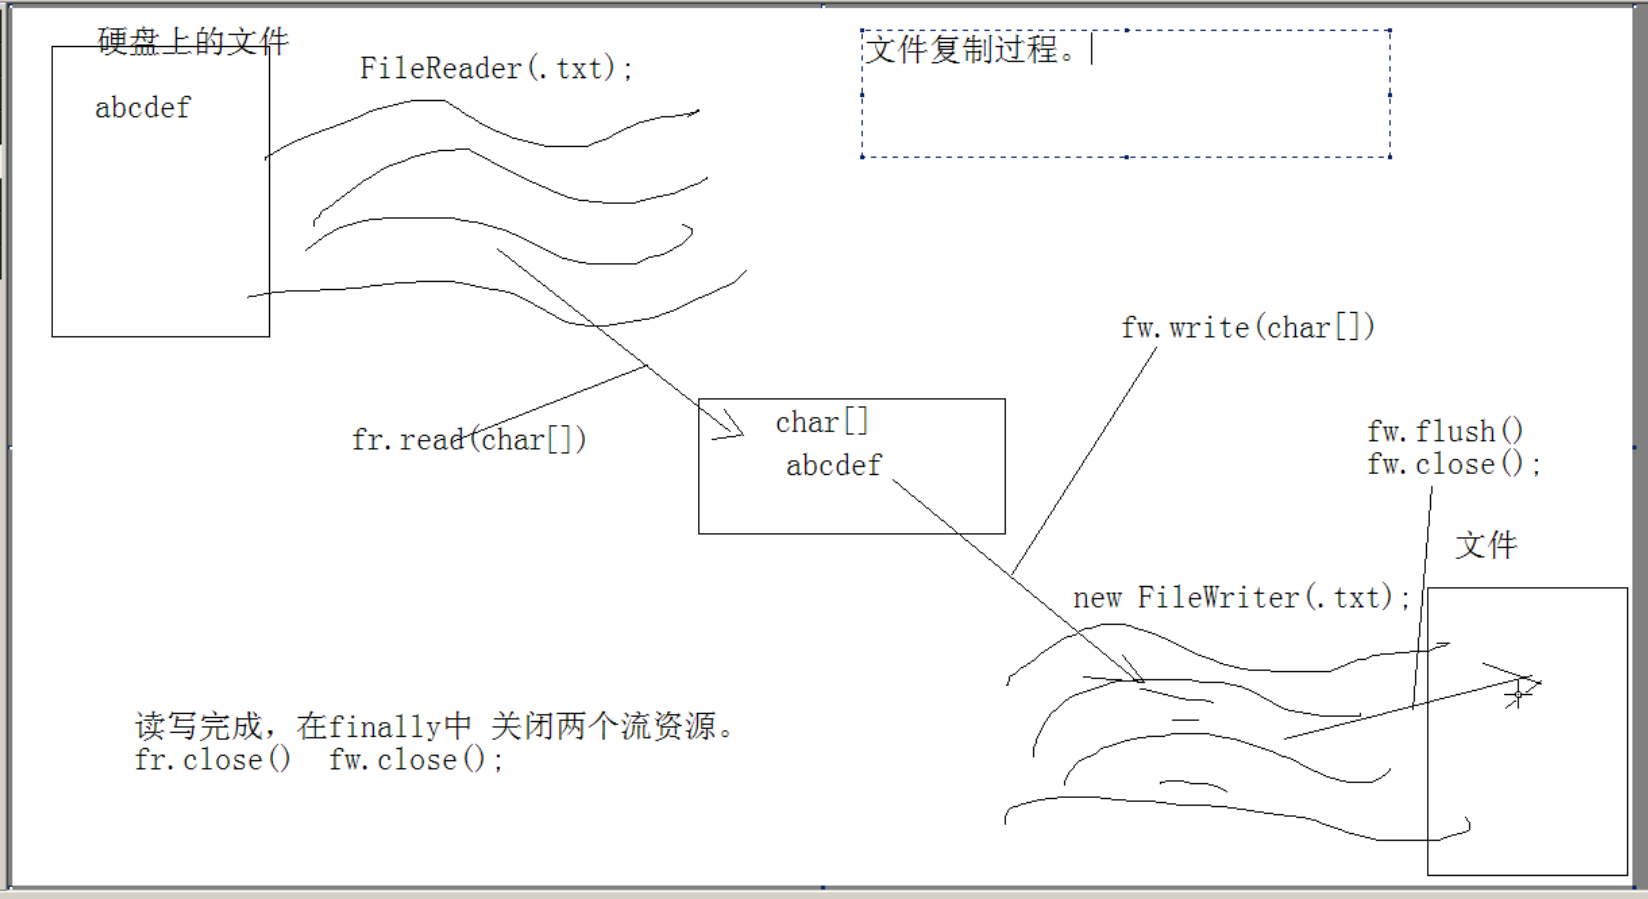 硬盘上的文件
FileReader(.txt);
文件复制过程。
abcdef
fw.write(char[])
fr.read(char[])
char[]
abcdef
fw.flush()
fw.close();
文件
new FileWriter(.txt);
读写完成，在finally中 关闭两个流资源。
fr.close()  fw.close();